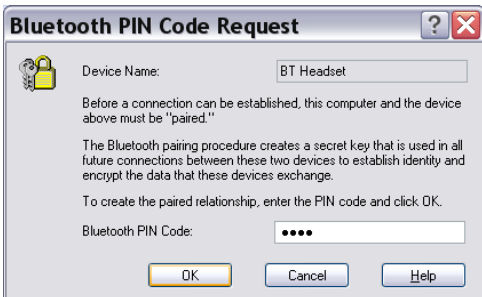 Bluetooth PIN Code Request
?
Device Name: BT Headset
Before a connection can be established, this computer and the device
above must be "paired."
The Bluetooth pairing procedure creates a secret key that is used in all
future connections between these two devices to establish identity and
encrypt the data that these devices exchange.
To create the paired relationship, enter the PIN code and click OK.
Bluetooth PIN Code: ••••
OK Cancel Help